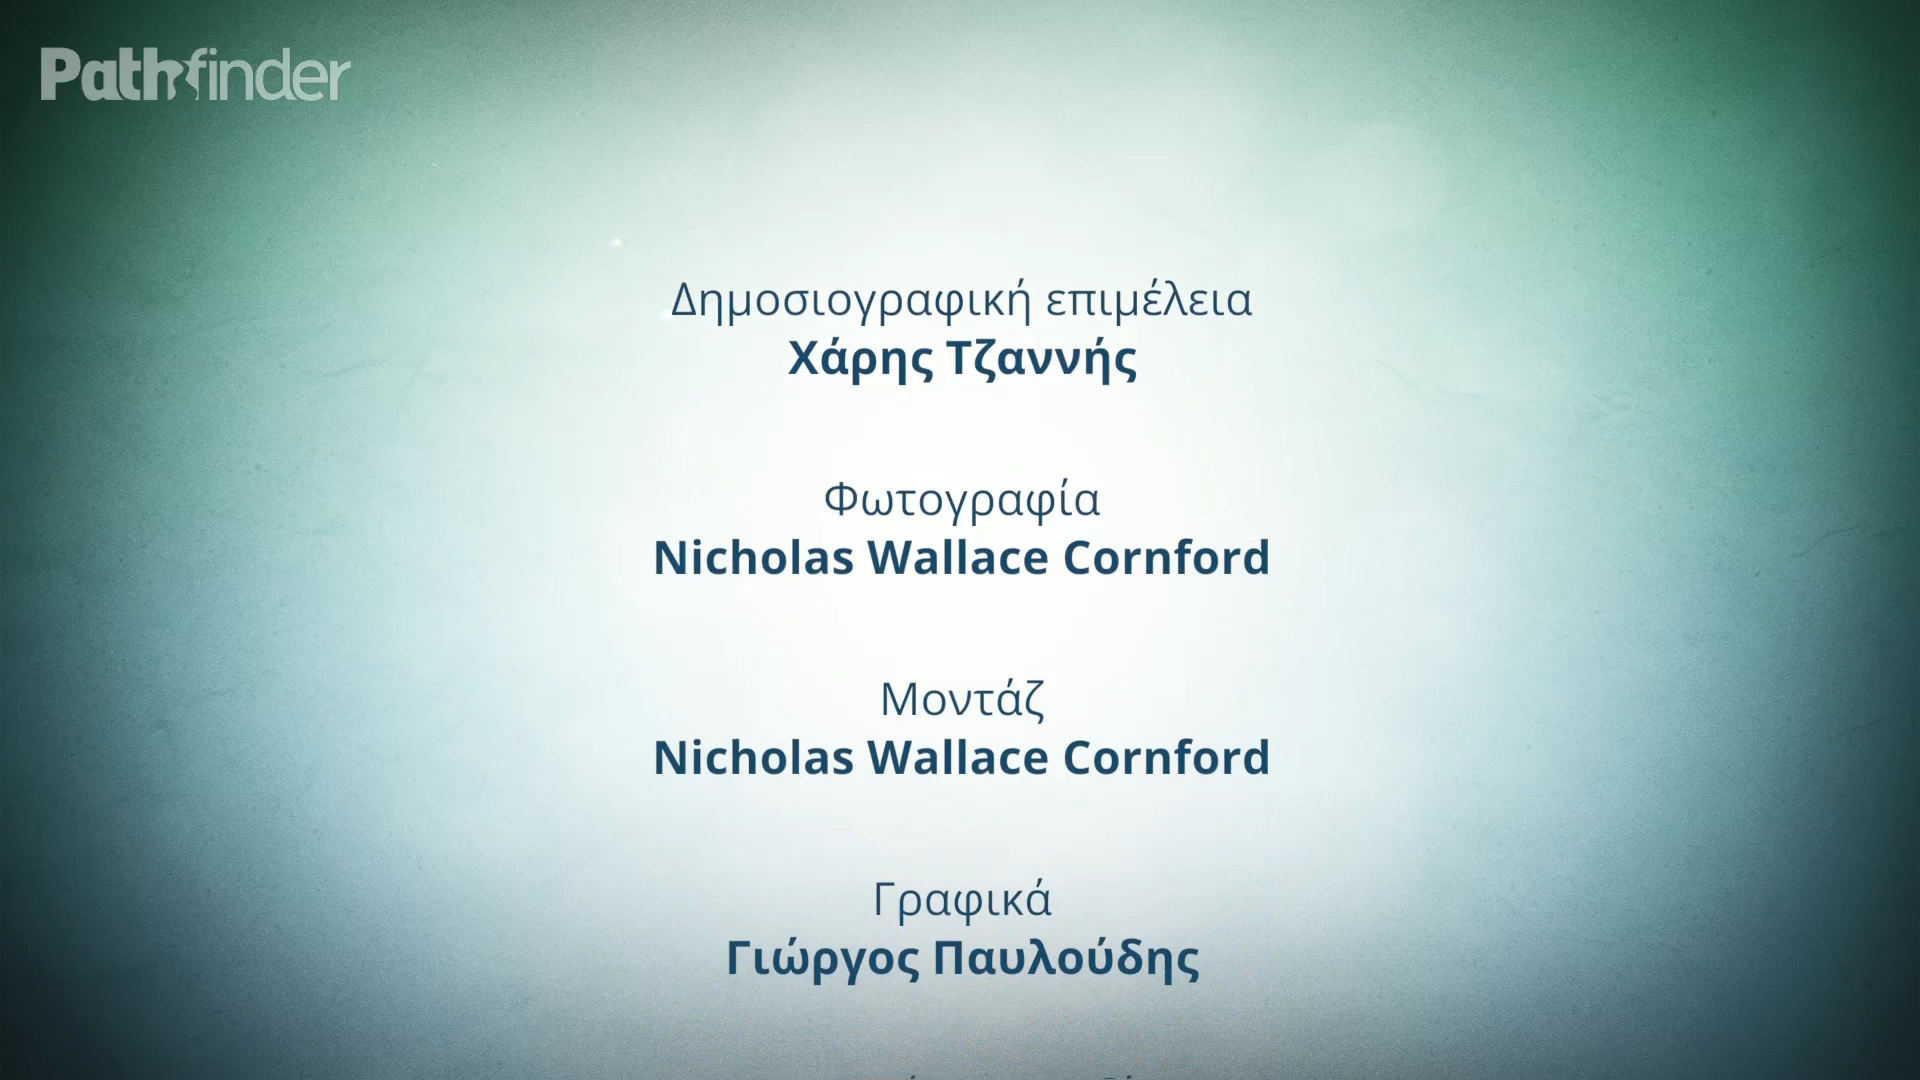 Pathfinder
Δημοσιογραφική επιμέλεια
Χάρης Τζαννής
Φωτογραφία
Nicholas Wallace Cornford
Μοντάζ
Nicholas Wallace Cornford
Γραφικά
Γιώργος Παυλούδης